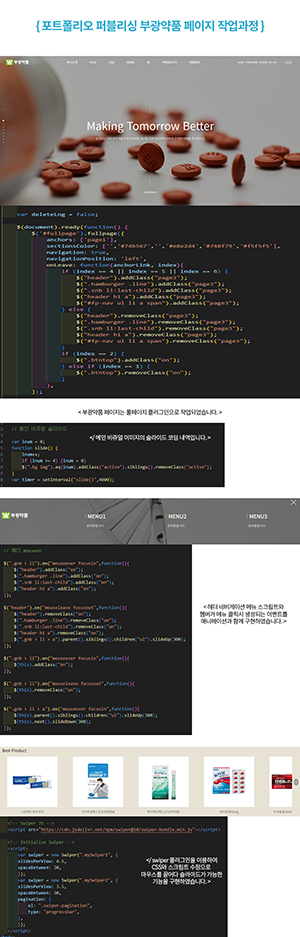 { 포트폴리오 퍼블리싱 부광약품 페이지 작업과정 }
부광약품
PRODUCTS
Making Tomorrow Better
var deleteLog = false;
$(document).ready(function() {
$("#fullpage").fullpage({
anchors: ['page1'],
navigation: true,
navigationPosition: 'left',
onLeave: function(anchorLink, index){
if (index == 4 || index == 5 || index == 6) {
$("header").addClass("page3");
$(".hamburger .line").addClass("page3");
$(".snb li:last-child").addClass("page3");
$("header h1 a").addClass("page3");
$("#fp-nav ul li a span").addClass("page3");
} else {
$("header").removeClass("page3");
$(".hamburger .line").removeClass("page3");
$(".snb li:last-child").removeClass("page3");
$("header h1 a").removeClass("page3");
$("#fp-nav ul li a span").removeClass("page3");
}
if (index == 2) {
$(".btntop").addClass("on");
} else if (index == 1) {
$(".btntop").removeClass("on");
}
},
});
< 부광약품 페이지는 풀페이지 플러그인으로 작업되었습니다. >
// 메인 비쥬얼 슬라이드
</ 메인 비쥬얼 이미지의 슬라이드 코딩 내역입니다.>
var inum = 0;
function slide() {
inum++;
if (inum >= 4) {inum = 0}
$(".bg img").eq(inum).addClass("active").siblings().removeClass("active");
}
var timer = setInterval("slide()",4000);
부광약품
MENU1
MENU2
MENU3
// 헤더 mouseover
$(".gnb > li").on("mouseover focusin",function(){
$("header").addClass("on");
$(".hamburger .line").addClass("on");
$(".snb li:last-child").addClass("on");
$("header h1 a").addClass("on");
});
$("header").on("mouseleave focusout",function(){
$("header").removeClass("on");
$(".hamburger .line").removeClass("on");
$(".snb li:last-child").removeClass("on");
$("header h1 a").removeClass("on");
$(".gnb > li > a").parent().siblings().children("ul").slideUp(300);
});
$(".gnb > li").on("mouseover focusin",function(){
$(this).addClass("on");
});
$(".gnb > li").on("mouseleave focusout",function(){
$(this).removeClass("on");
});
$(".gnb > li > a").on("mouseover focusin",function(){
$(this).parent().siblings().children("ul").slideUp(300);
$(this).next().slideDown(300);
});
< 헤더 네비게이션 메뉴 스크립트와
햄버거 메뉴 클릭시 생성되는 이벤트를
애니메이션과 함께 구현하였습니다. >
Best Product
<!-- Swiper JS -->
<script src="https://cdn.jsdelivr.net/npm/swiper@10/swiper-bundle.min.js"></script>
<!-- Initialize Swiper -->
<script>
var swiper = new Swiper(".mySwiper1", {
slidesPerView: 4.5,
spaceBetween: 30,
});
var swiper = new Swiper(".mySwiper2", {
slidesPerView: 3.5,
spaceBetween: 30,
pagination: {
el: ".swiper-pagination",
type: "progressbar",
},
});
</script>
</ swiper 플러그인을 이용하여
CSS와 스크립트 수정으로
마우스를 끌어다 슬라이드가 가능한
기능을 구현하였습니다.>